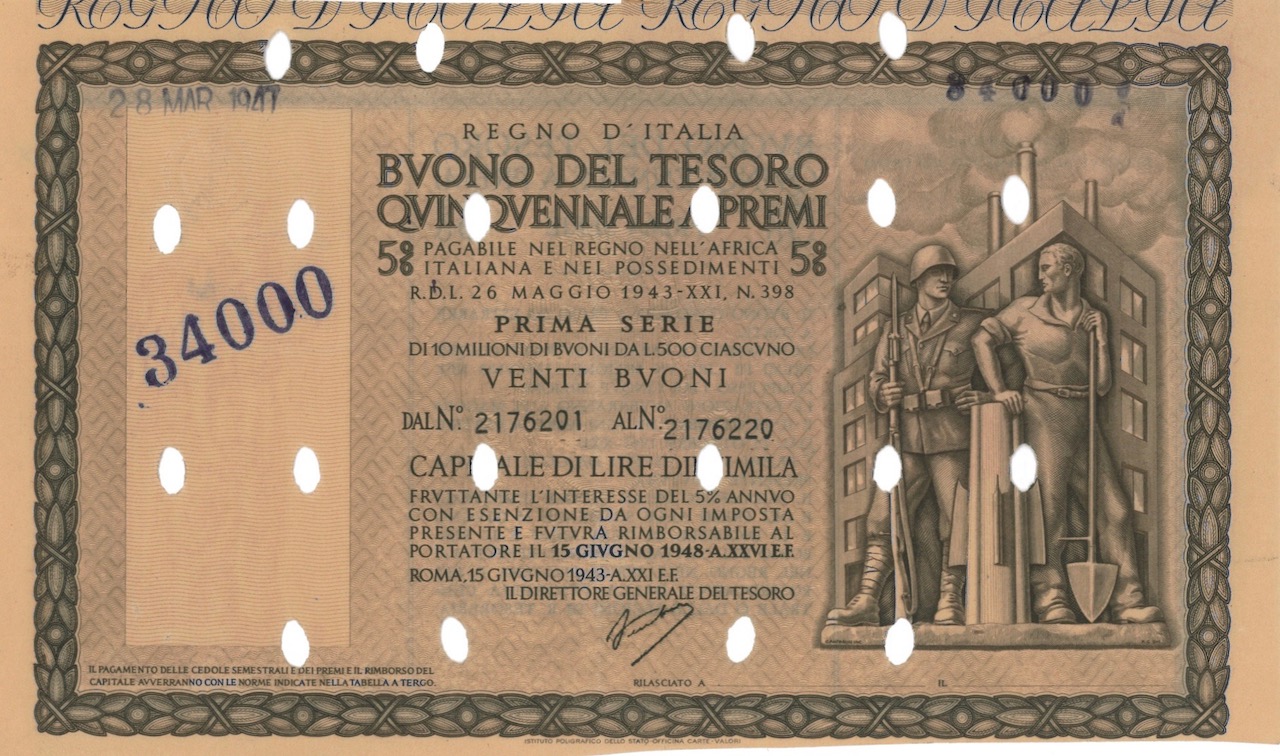 REGNO D'ITALIA REGNO D'ITALIA
28 MAR 1947
34000
REGNO D'ITALIA
BVONO DEL TESORO
QVINQVENNALE A PREMI
5% PAGABILE NEL REGNO NELL'AFRICA 5%
ITALIANA E NEI POSSEDIMENTI
R.D.L. 26 MAGGIO 1943-XXI, N. 398
PRIMA SERIE
DI 10 MILIONI DI BVONI DA L. 500 CIASCVNO
VENTI BVONI
34000
DAL No. 2176201 AL No. 2176220
CAPITALE DI LIRE DIECIMILA
FRVTTANTE L'INTERESSE DEL 5% ANNVO
CON ESENZIONE DA OGNI IMPOSTA
PRESENTE E FVTVRA RIMBORSABILE AL
PORTATORE IL 15 GIVGNO 1948-A.XXVI E.F.
ROMA, 15 GIVGNO 1943-A.XXI E.F.
IL DIRETTORE GENERALE DEL TESORO
IL PAGAMENTO DELLE CEDOLE SEMESTRALI E DEI PREMI E IL RIMBORSO DEL
CAPITALE AVVERRANNO CON LE NORME INDICATE NELLA TABELLA A TERGO.
RILASCIATO A IL
ISTITUTO POLIGRAFICO DELLO STATO-OFFICINA CARTE-VALORI